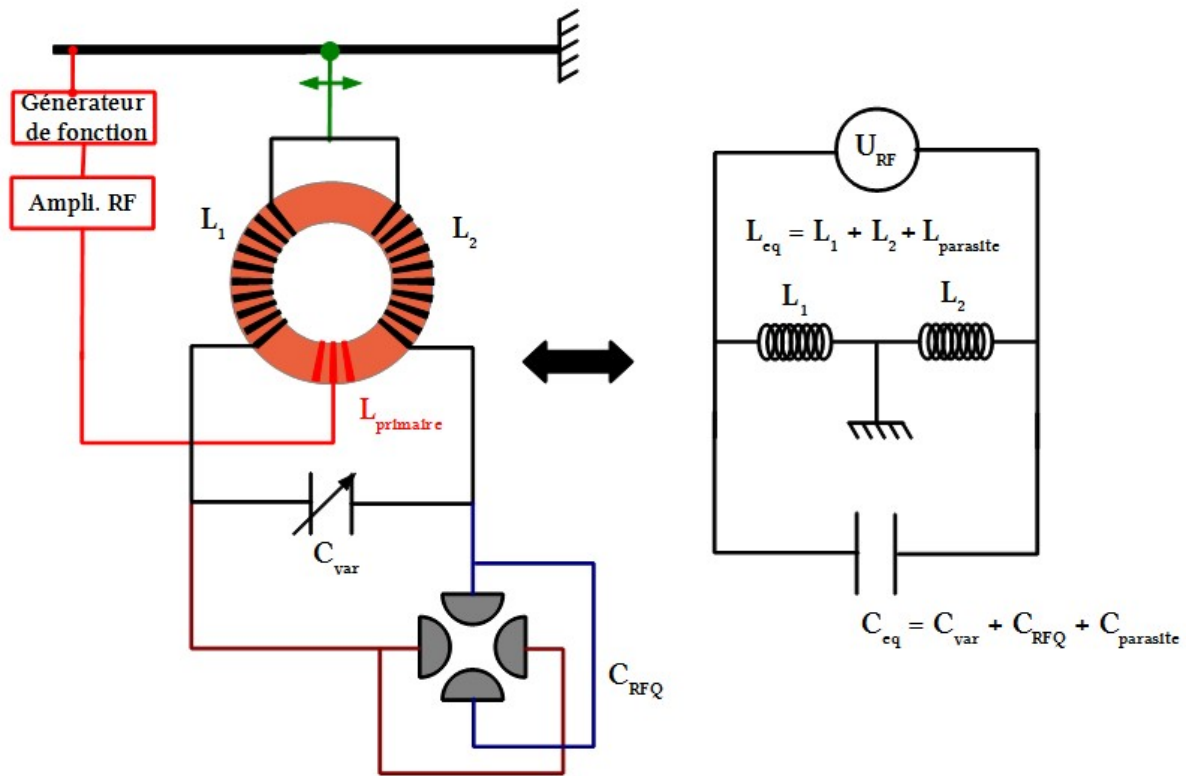 Générateur
de fonction
Ampli. RF
L1
L2
Lprimaire
Cvar
CRFQ
URF
Leq = L1 + L2 + Lparasite
L1
L2
Ceq = Cvar + CRFQ + Cparasite